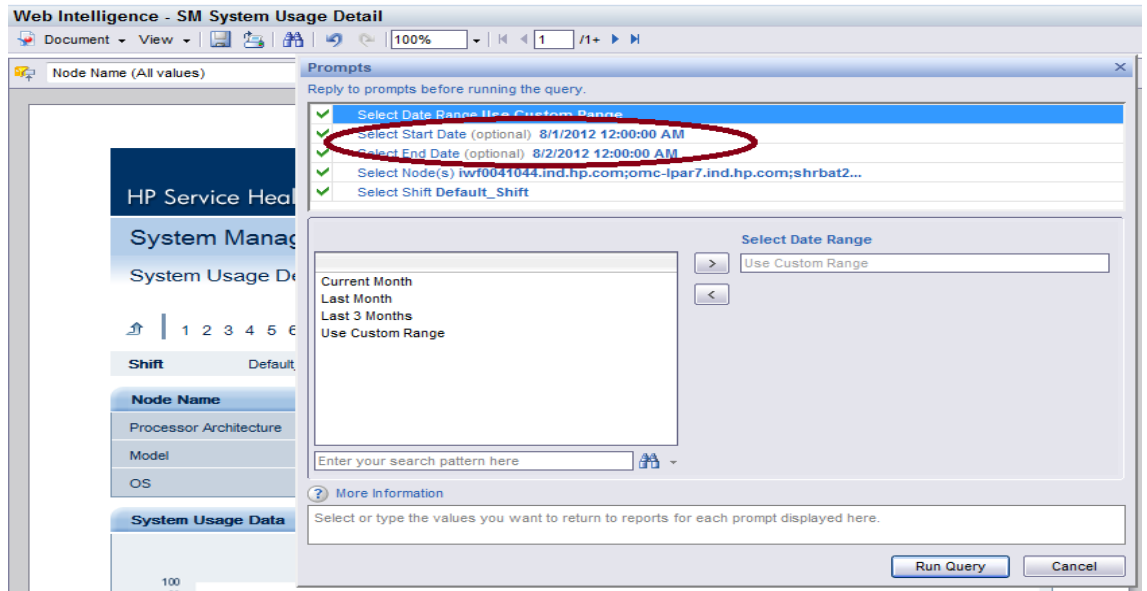 Web Intelligence - SM System Usage Detail
Document View 100% 1 /1+
Node Name (All values)
Prompts
Reply to prompts before running the query.
Select Date Range Use Custom Range
Select Start Date (optional) 8/1/2012 12:00:00 AM
Select End Date (optional) 8/2/2012 12:00:00 AM
Select Node(s) iwf0041044.ind.hp.com;omc-lpar7.ind.hp.com;shrbat2...
Select Shift Default_Shift
HP Service Heal
System Manag
System Usage De
1 2 3 4 5 6
Shift Default_
Node Name
Processor Architecture
Model
OS
System Usage Data
100
Select Date Range
> Use Custom Range
<
Current Month
Last Month
Last 3 Months
Use Custom Range
Enter your search pattern here
? More Information
Select or type the values you want to return to reports for each prompt displayed here.
Run Query Cancel